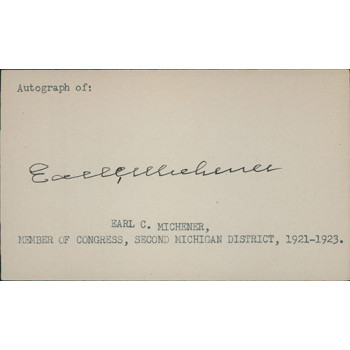 Autograph of:
Earl C. Michener
EARL C. MICHENER,
MEMBER OF CONGRESS, SECOND MICHIGAN DISTRICT, 1921-1923.